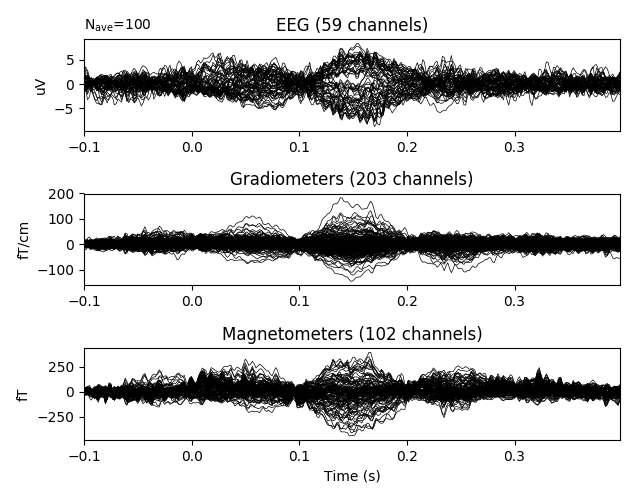 N_ave=100
EEG (59 channels)
5
0
−5
uV
−0.1 0.0 0.1 0.2 0.3
Gradiometers (203 channels)
200
100
0
−100
fT/cm
−0.1 0.0 0.1 0.2 0.3
Magnetometers (102 channels)
250
0
−250
fT
−0.1 0.0 0.1 0.2 0.3
Time (s)